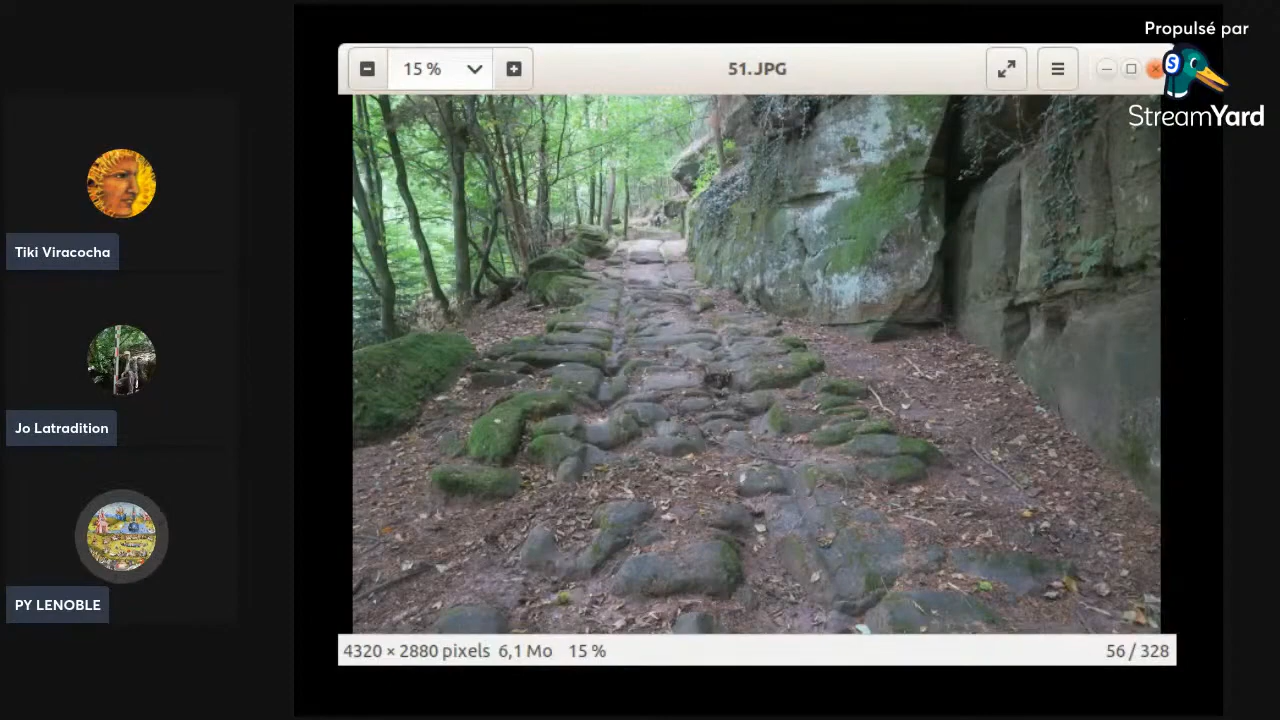 Propulsé par
StreamYard
15 %
51.JPG
Tiki Viracocha
Jo Latradition
PY LENOBLE
4320 × 2880 pixels 6,1 Mo 15 %
56 / 328